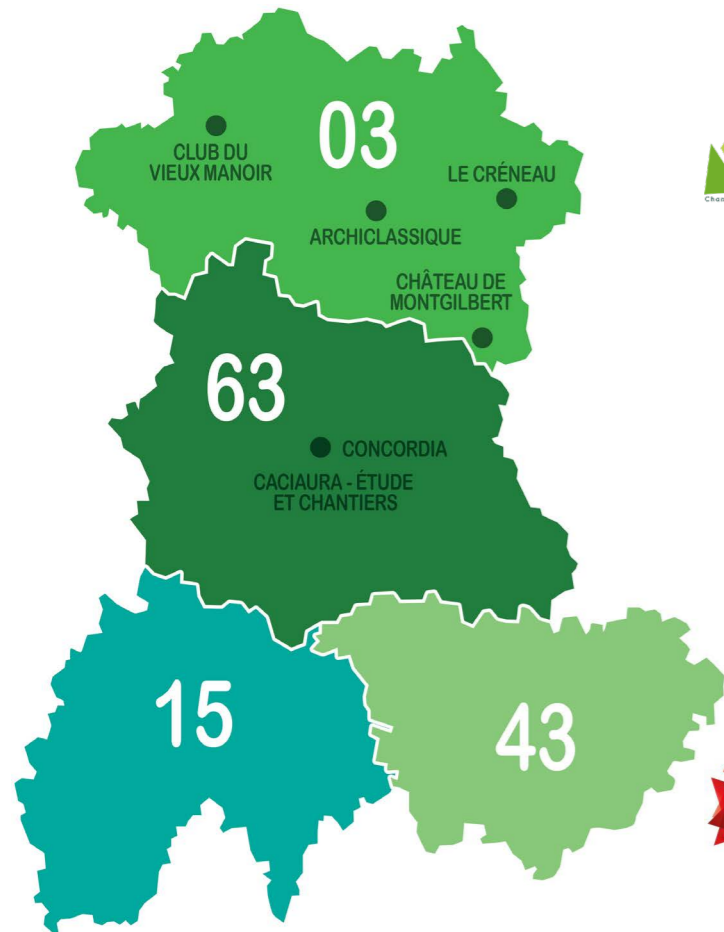 03
CLUB DU
VIEUX MANOIR
LE CRÉNEAU
ARCHICLASSIQUE
CHÂTEAU DE
MONTGILBERT
63
CONCORDIA
CACIAURA - ÉTUDE
ET CHANTIERS
15
43